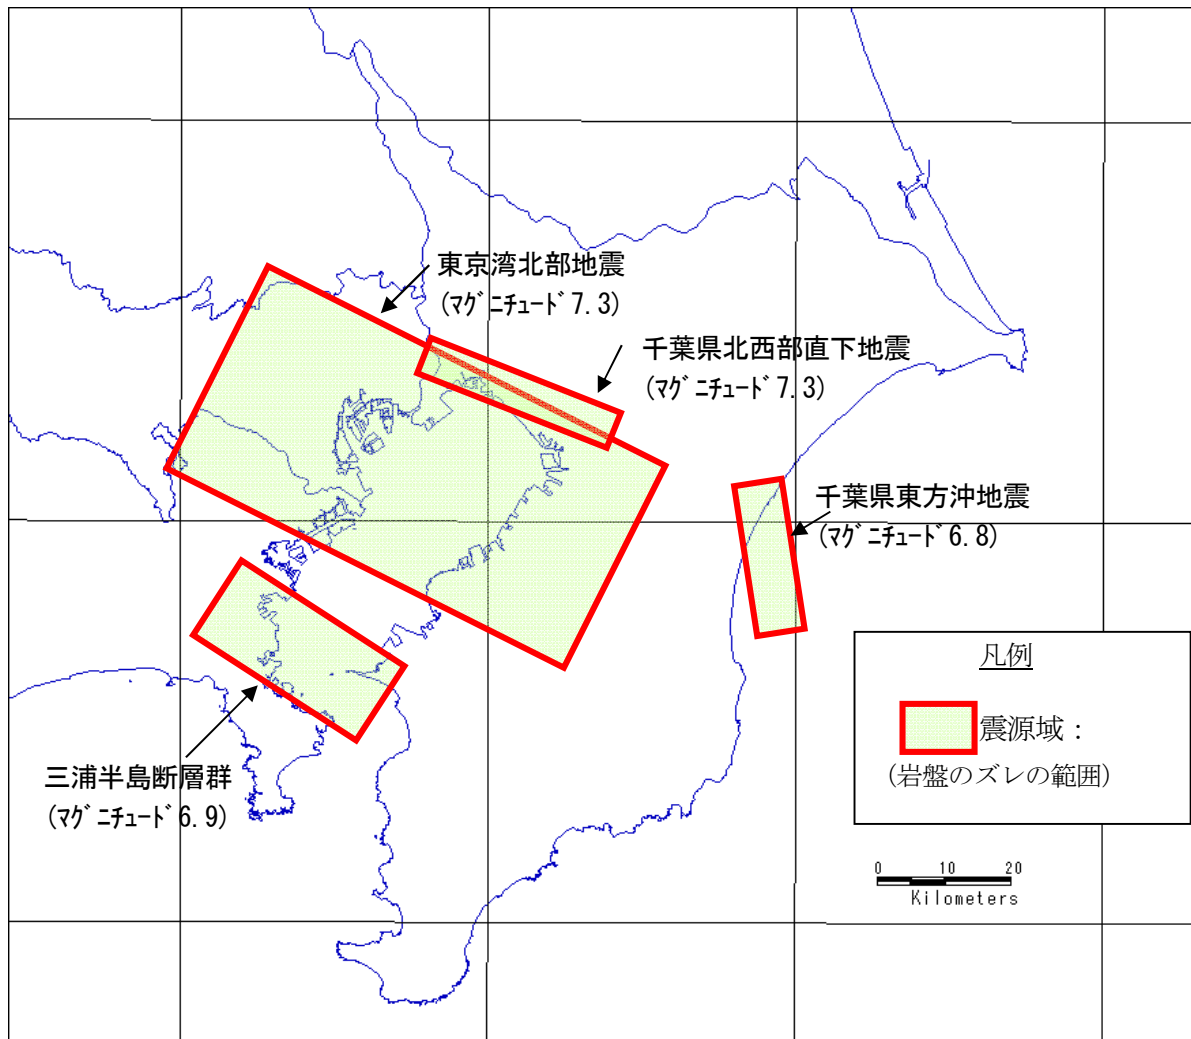 東京湾北部地震
(ﾏｸﾞﾆﾁｭｰﾄﾞ7.3)
千葉県北西部直下地震
(ﾏｸﾞﾆﾁｭｰﾄﾞ7.3)
千葉県東方沖地震
(ﾏｸﾞﾆﾁｭｰﾄﾞ6.8)
三浦半島断層群
(ﾏｸﾞﾆﾁｭｰﾄﾞ6.9)
凡例
震源域：
(岩盤のズレの範囲)
0 10 20
Kilometers